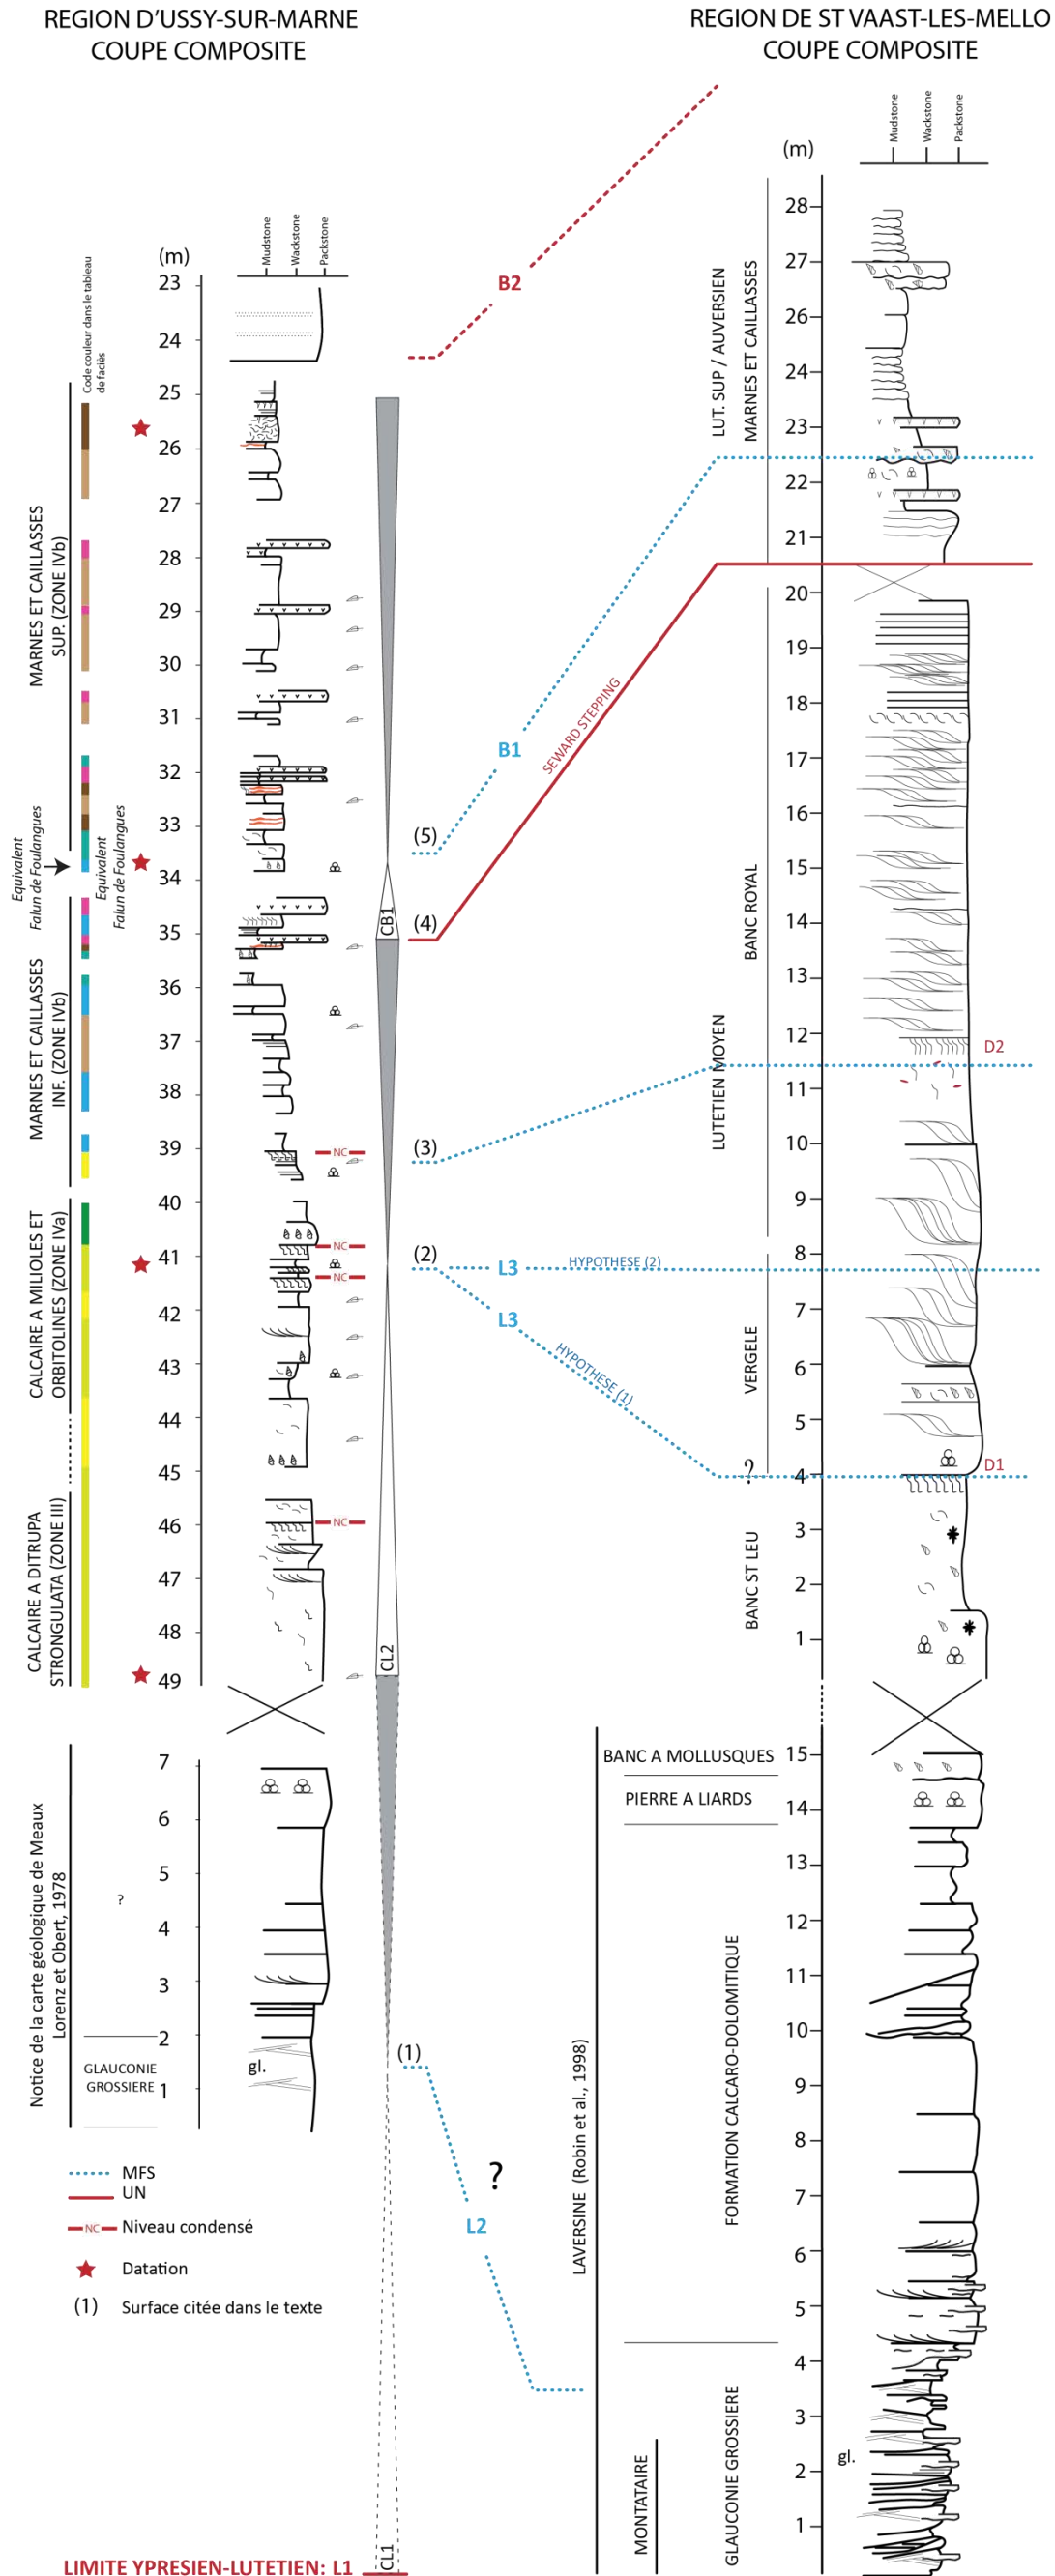 REGION D'USSY-SUR-MARNE
COUPE COMPOSITE
REGION DE ST VAAST-LES-MELLO
COUPE COMPOSITE
Mudstone
Wackstone
Packstone
(m)
28
27
26
24
23
22
21
20
19
18
17
16
15
14
13
12
11
10
9
8
7
6
5
4
3
2
1
LUT. SUP / AUVERSIEN
MARNES ET CAILLASSES
LUTETIEN MOYEN
BANC ROYAL
VERGELE
?
BANC ST LEU
D2
D1
Mudstone
Wackstone
Packstone
(m)
Code couleur dans le tableau
de faciès
23
24
25
26
27
28
29
30
31
32
33
34
35
36
37
38
39
40
41
42
43
44
45
46
47
48
49
MARNES ET CAILLASSES
SUP. (ZONE IVb)
Equivalent
Falun de Foulangues
Equivalent
Falun de Foulangues
MARNES ET CAILLASSES
INF. (ZONE IVb)
CALCAIRE A MILIOLES ET
ORBITOLINES (ZONE IVa)
CALCAIRE A DITRUPA
STRONGULATA (ZONE III)
NC
NC
NC
NC
B2
B1
SEWARD STEPPING
(5)
(4)
(3)
(2)
L3
HYPOTHESE (2)
L3
HYPOTHESE (1)
CB1
CL2
Notice de la carte géologique de Meaux
Lorenz et Obert, 1978
?
GLAUCONIE
GROSSIERE
7
6
5
4
3
2
1
gl.
(1)
?
L2
MFS
UN
NC
Niveau condensé
Datation
(1)
Surface citée dans le texte
CL1
LIMITE YPRESIEN-LUTETIEN: L1
LAVERSINE (Robin et al., 1998)
BANC A MOLLUSQUES
PIERRE A LIARDS
FORMATION CALCARO-DOLOMITIQUE
GLAUCONIE GROSSIERE
MONTATAIRE
15
14
13
12
11
10
9
8
7
6
5
4
3
2
1
gl.